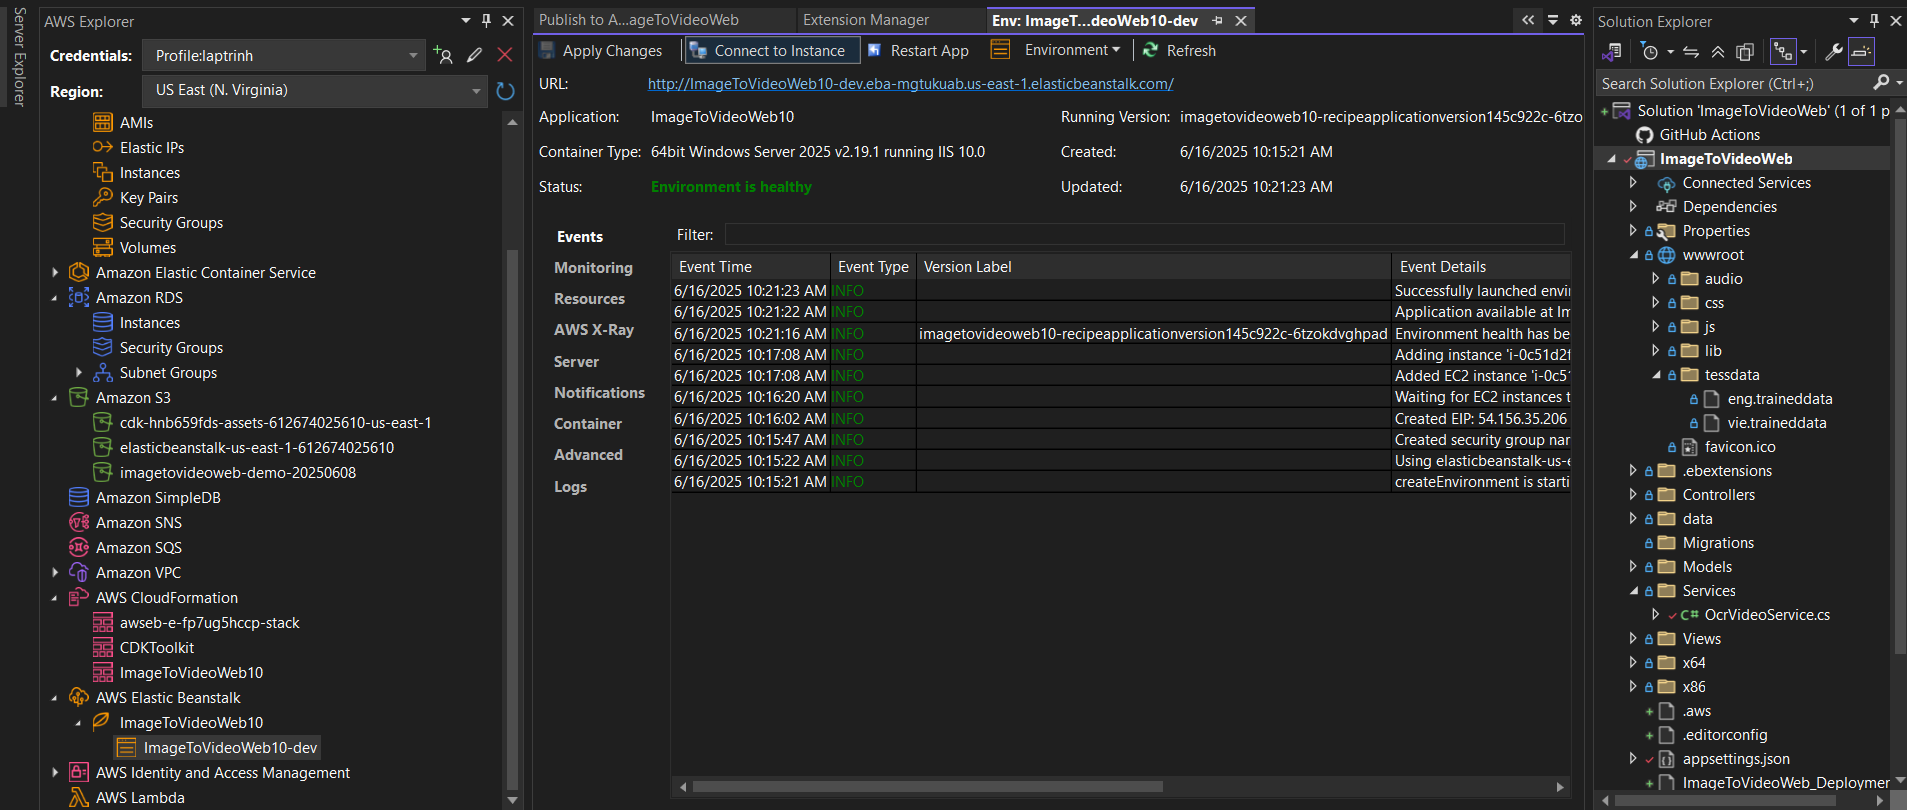 Server Explorer
AWS Explorer
Credentials: Profile:laptrinh
Region: US East (N. Virginia)
AMIs
Elastic IPs
Instances
Key Pairs
Security Groups
Volumes
Amazon Elastic Container Service
Amazon RDS
Instances
Security Groups
Subnet Groups
Amazon S3
cdk-hnb659fds-assets-612674025610-us-east-1
elasticbeanstalk-us-east-1-612674025610
imagetovideoweb-demo-20250608
Amazon SimpleDB
Amazon SNS
Amazon SQS
Amazon VPC
AWS CloudFormation
awseb-e-fp7ug5hccp-stack
CDKToolkit
ImageToVideoWeb10
AWS Elastic Beanstalk
ImageToVideoWeb10
ImageToVideoWeb10-dev
AWS Identity and Access Management
AWS Lambda
Publish to A...ageToVideoWeb
Extension Manager
Env: ImageT...deoWeb10-dev
Apply Changes
Connect to Instance
Restart App
Environment
Refresh
URL: http://ImageToVideoWeb10-dev.eba-mgtukuab.us-east-1.elasticbeanstalk.com/
Application: ImageToVideoWeb10
Running Version: imagetovideoweb10-recipeapplicationversion145c922c-6tzo
Container Type: 64bit Windows Server 2025 v2.19.1 running IIS 10.0
Created: 6/16/2025 10:15:21 AM
Status: Environment is healthy
Updated: 6/16/2025 10:21:23 AM
Events
Monitoring
Resources
AWS X-Ray
Server
Notifications
Container
Advanced
Logs
Filter:
Event Time Event Type Version Label Event Details
6/16/2025 10:21:23 AM INFO Successfully launched envi
6/16/2025 10:21:22 AM INFO Application available at Im
6/16/2025 10:21:16 AM INFO imagetovideoweb10-recipeapplicationversion145c922c-6tzokdvghpad Environment health has be
6/16/2025 10:17:08 AM INFO Adding instance 'i-0c51d2f
6/16/2025 10:17:08 AM INFO Added EC2 instance 'i-0c51
6/16/2025 10:16:20 AM INFO Waiting for EC2 instances t
6/16/2025 10:16:02 AM INFO Created EIP: 54.156.35.206
6/16/2025 10:15:47 AM INFO Created security group nar
6/16/2025 10:15:22 AM INFO Using elasticbeanstalk-us-e
6/16/2025 10:15:21 AM INFO createEnvironment is starti
Solution Explorer
Search Solution Explorer (Ctrl+;)
Solution 'ImageToVideoWeb' (1 of 1 p
GitHub Actions
ImageToVideoWeb
Connected Services
Dependencies
Properties
wwwroot
audio
css
js
lib
tessdata
eng.traineddata
vie.traineddata
favicon.ico
.ebextensions
Controllers
data
Migrations
Models
Services
C# OcrVideoService.cs
Views
x64
x86
.aws
.editorconfig
appsettings.json
ImageToVideoWeb_Deploymer